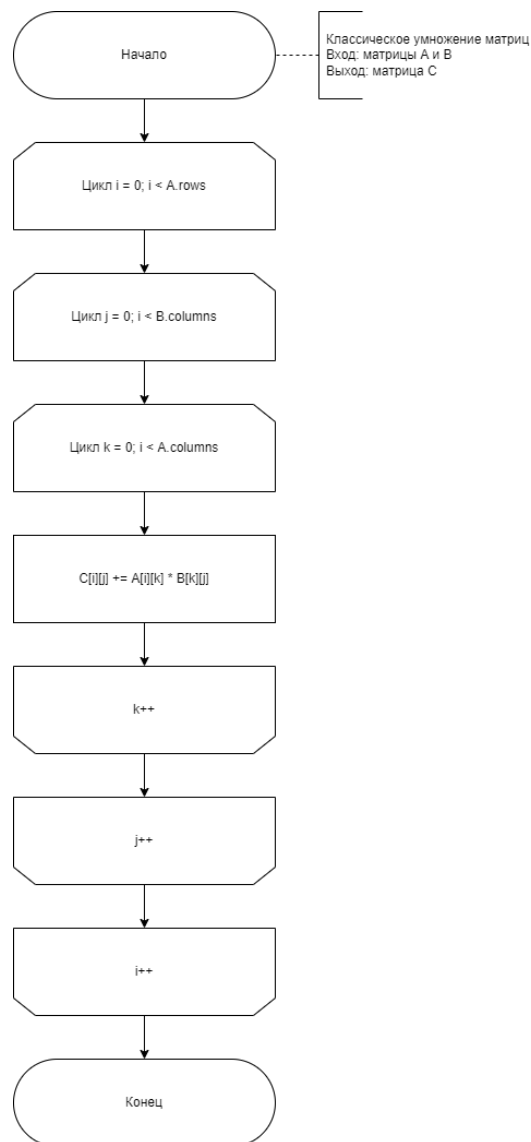 Начало
Классическое умножение матриц
Вход: матрицы A и B
Выход: матрица C
Цикл i = 0; i < A.rows
Цикл j = 0; i < B.columns
Цикл k = 0; i < A.columns
C[i][j] += A[i][k] * B[k][j]
k++
j++
i++
Конец